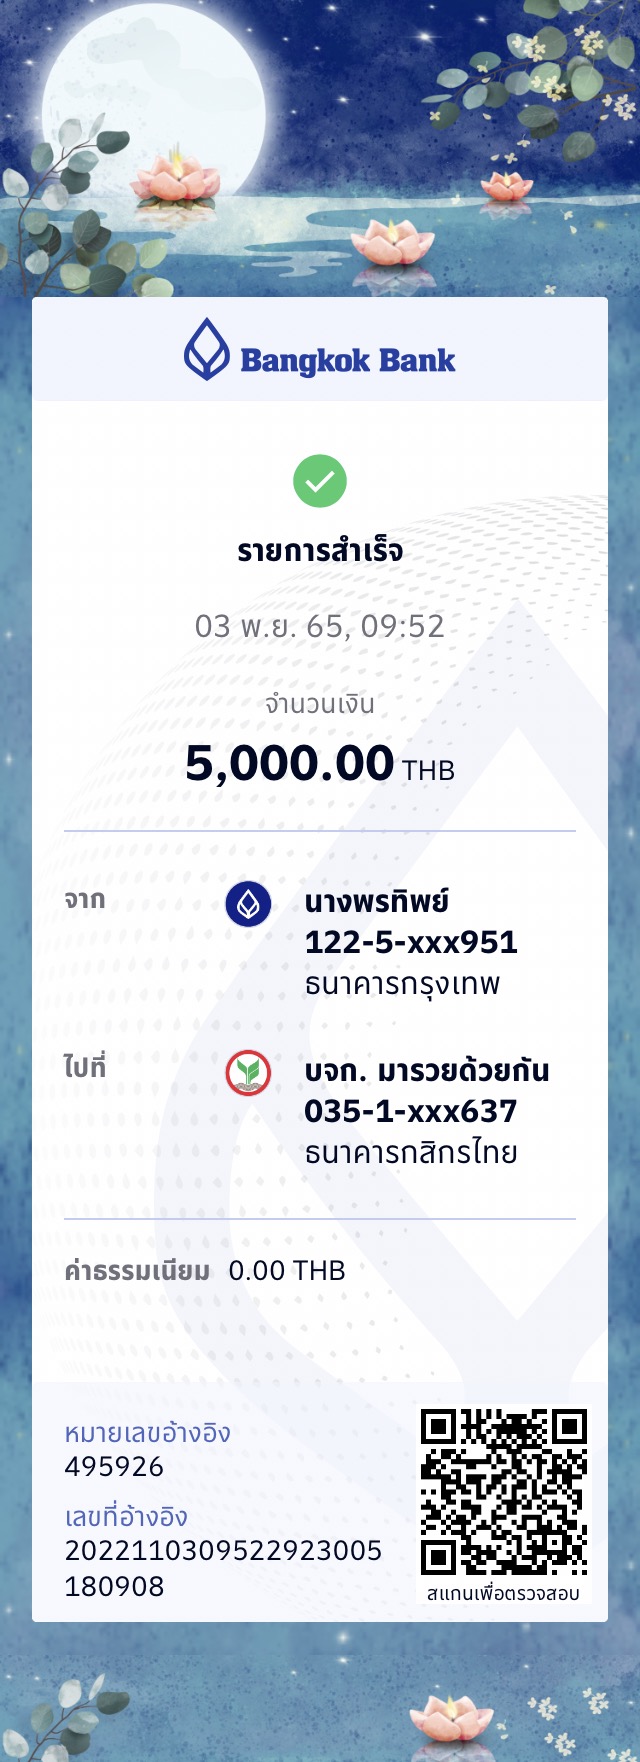 Bangkok Bank
รายการสำเร็จ
03 พ.ย. 65, 09:52
จำนวนเงิน
5,000.00 THB
จาก
นางพรทิพย์
122-5-xxx951
ธนาคารกรุงเทพ
ไปที่
บจก. มารวยด้วยกัน
035-1-xxx637
ธนาคารกสิกรไทย
ค่าธรรมเนียม 0.00 THB
หมายเลขอ้างอิง
495926
เลขที่อ้างอิง
2022110309522923005
180908
สแกนเพื่อตรวจสอบ